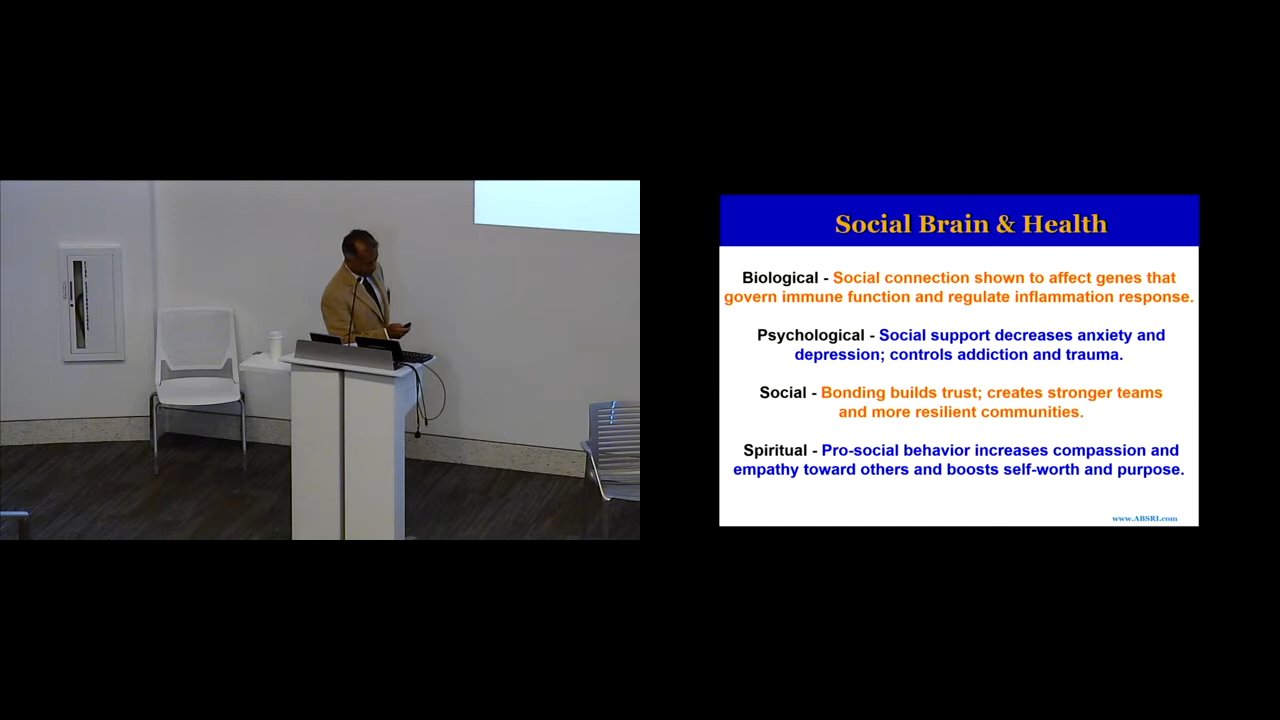 Social Brain & Health
Biological - Social connection shown to affect genes that
govern immune function and regulate inflammation response.
Psychological - Social support decreases anxiety and
depression; controls addiction and trauma.
Social - Bonding builds trust; creates stronger teams
and more resilient communities.
Spiritual - Pro-social behavior increases compassion and
empathy toward others and boosts self-worth and purpose.
www.ABSRI.com